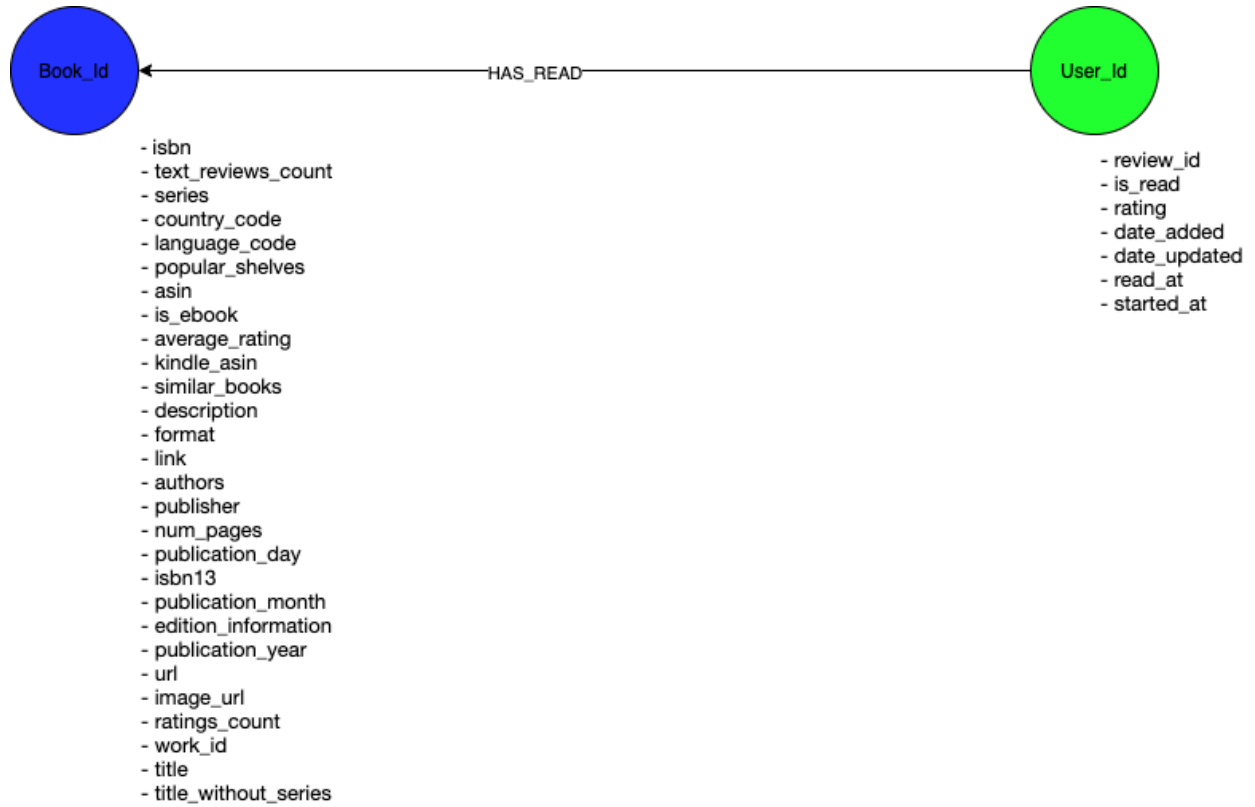 Book_Id
HAS_READ
User_Id
- isbn
- text_reviews_count
- series
- country_code
- language_code
- popular_shelves
- asin
- is_ebook
- average_rating
- kindle_asin
- similar_books
- description
- format
- link
- authors
- publisher
- num_pages
- publication_day
- isbn13
- publication_month
- edition_information
- publication_year
- url
- image_url
- ratings_count
- work_id
- title
- title_without_series
- review_id
- is_read
- rating
- date_added
- date_updated
- read_at
- started_at